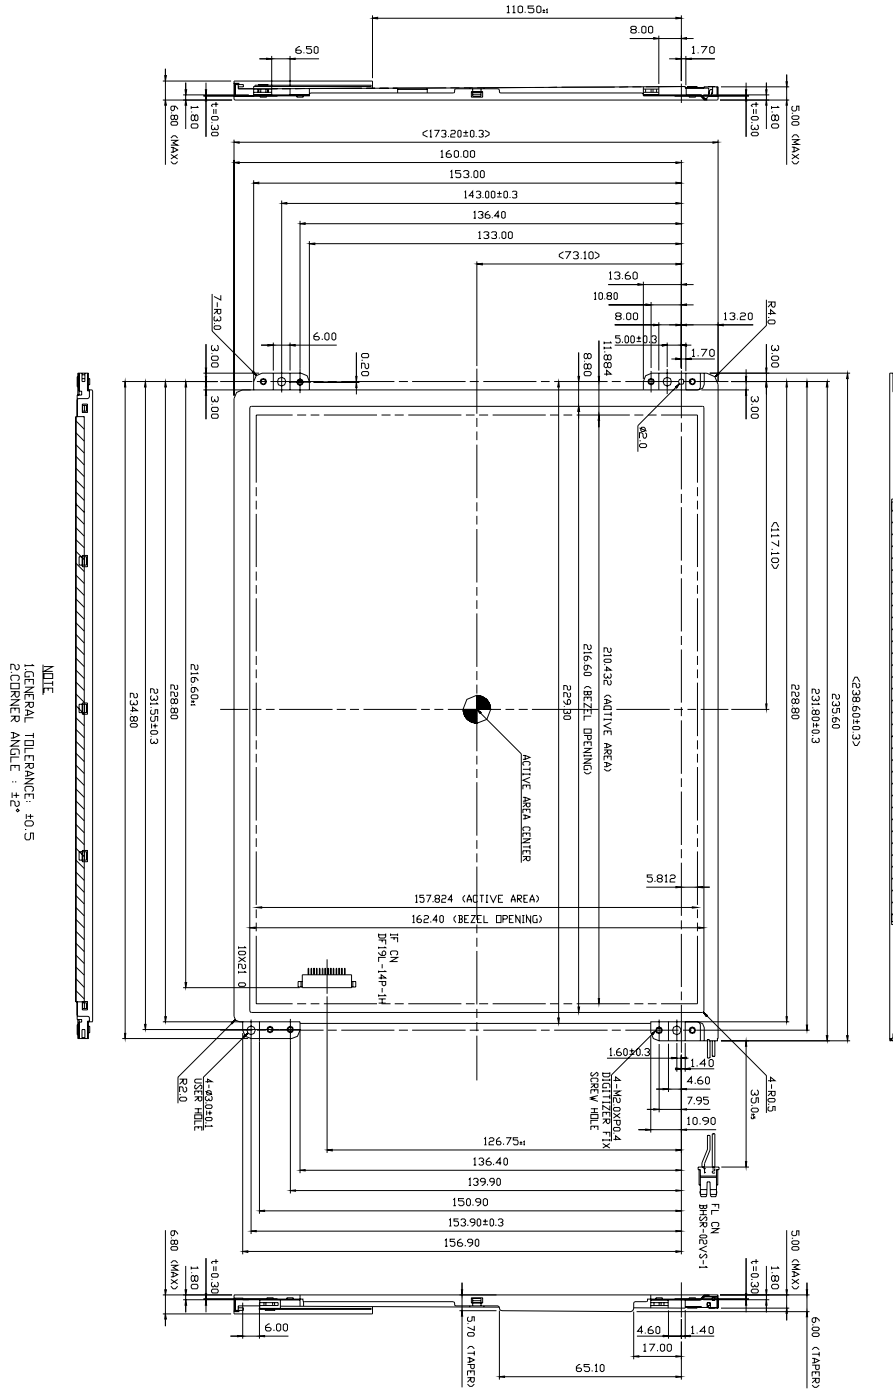 110.50±1
8.00
6.50
1.70
6.80 (MAX)
1.80
t=0.30
t=0.30
1.80
5.00 (MAX)
<173.20±0.3>
160.00
153.00
143.00±0.3
136.40
133.00
<73.10>
13.60
10.80
8.00
13.20
5.00±0.3
1.70
7-R3.0
R4.0
3.00
3.00
6.00
0.20
8.80
11.884
3.00
3.00
ø2.0
<117.10>
210.432 (ACTIVE AREA)
216.60 (BEZEL OPENING)
229.30
<238.60±0.3>
235.60
231.80±0.3
228.80
216.60±1
228.80
231.55±0.3
234.80
ACTIVE AREA CENTER
5.812
157.824 (ACTIVE AREA)
162.40 (BEZEL OPENING)
IF CN
DF19L-14P-1H
10X21 0
NOTE
1.GENERAL TOLERANCE: ±0.5
2.CORNER ANGLE : ±2°
R2.0
4-ø3.0±0.1
USER HOLE
4-M2.0XP0.4
DIGITIZER FIX
SCREW HOLE
1.60±0.3
1.40
4.60
7.95
10.90
4-R0.5
FL CN
BHSR-02VS-1
126.75±1
136.40
139.90
150.90
153.90±0.3
156.90
6.80 (MAX)
1.80
t=0.30
6.00
5.70 (TAPER)
t=0.30
1.80
5.00 (MAX)
6.00 (TAPER)
4.60
1.40
17.00
65.10